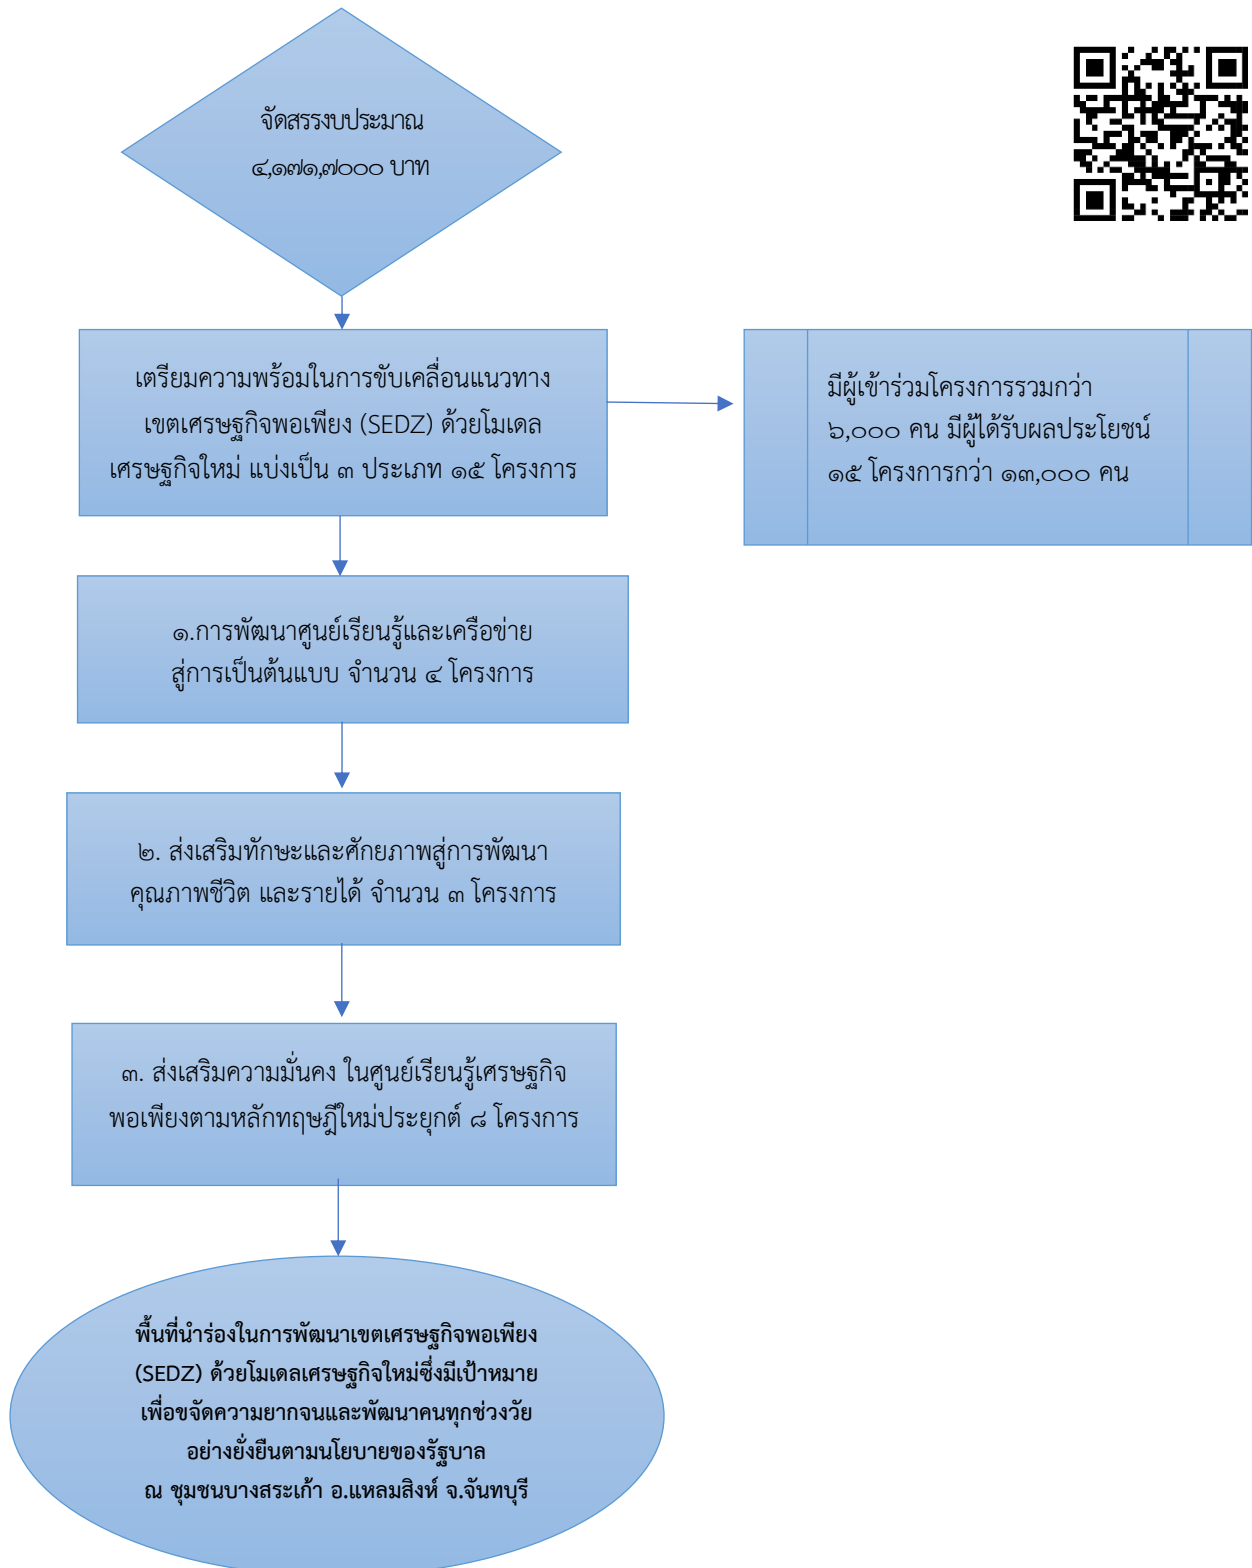 จัดสรรงบประมาณ
๔,๑๗๑,๗๐๐๐ บาท
เตรียมความพร้อมในการขับเคลื่อนแนวทาง
เขตเศรษฐกิจพอเพียง (SEDZ) ด้วยโมเดล
เศรษฐกิจใหม่ แบ่งเป็น ๓ ประเภท ๑๕ โครงการ
มีผู้เข้าร่วมโครงการรวมกว่า
๖,๐๐๐ คน มีผู้ได้รับผลประโยชน์
๑๕ โครงการกว่า ๑๓,๐๐๐ คน
๑.การพัฒนาศูนย์เรียนรู้และเครือข่าย
สู่การเป็นต้นแบบ จำนวน ๔ โครงการ
๒. ส่งเสริมทักษะและศักยภาพสู่การพัฒนา
คุณภาพชีวิต และรายได้ จำนวน ๓ โครงการ
๓. ส่งเสริมความมั่นคง ในศูนย์เรียนรู้เศรษฐกิจ
พอเพียงตามหลักทฤษฎีใหม่ประยุกต์ ๘ โครงการ
พื้นที่นำร่องในการพัฒนาเขตเศรษฐกิจพอเพียง
(SEDZ) ด้วยโมเดลเศรษฐกิจใหม่ซึ่งมีเป้าหมาย
เพื่อขจัดความยากจนและพัฒนาคนทุกช่วงวัย
อย่างยั่งยืนตามนโยบายของรัฐบาล
ณ ชุมชนบางสระเก้า อ.แหลมสิงห์ จ.จันทบุรี